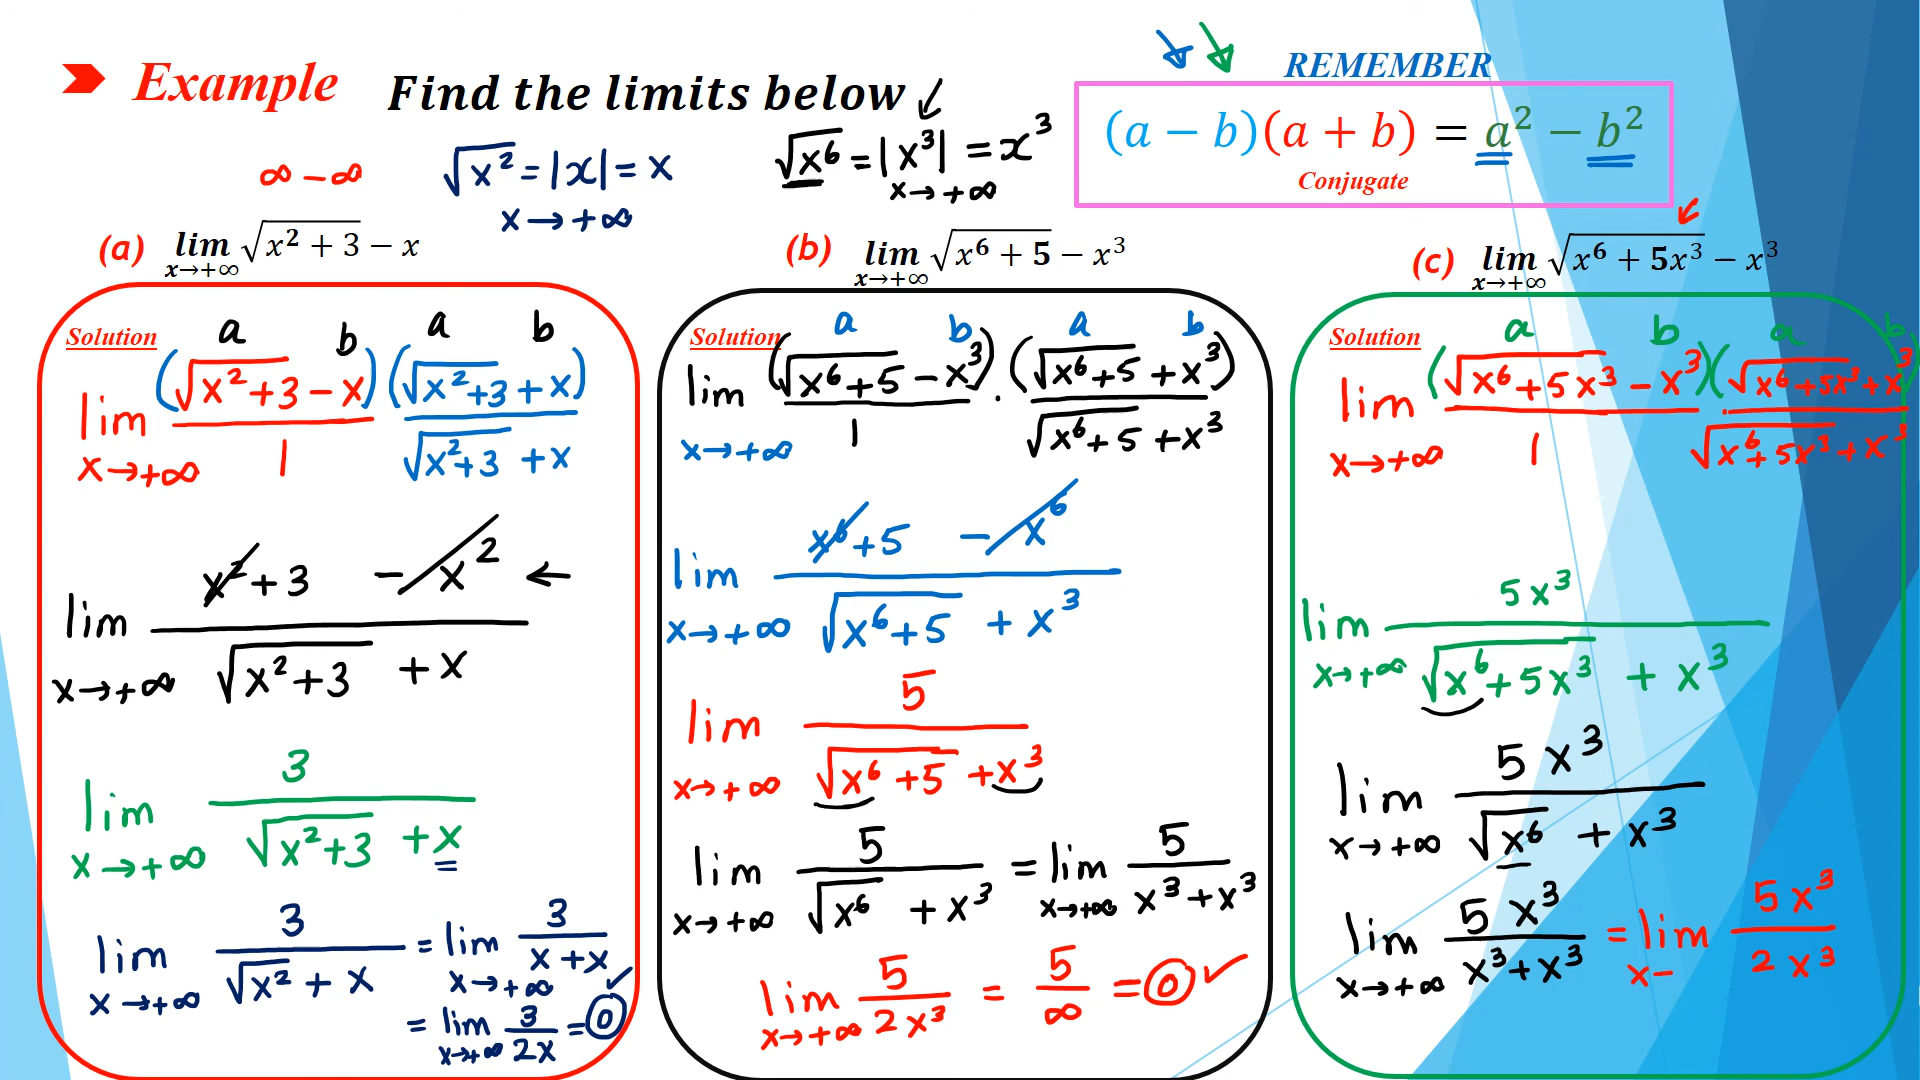 Example Find the limits below
REMEMBER
(a − b)(a + b) = a² − b²
Conjugate
∞ − ∞
√x² = |x| = x
x → +∞
√x⁶ = |x³| = x³
x → +∞
(a) lim x→+∞ √(x² + 3) − x
Solution
a b a b
lim x→+∞ (√(x²+3) − x)/1 (√(x²+3) + x)/(√(x²+3) + x)
lim x→+∞ (x²+3 − x²)/(√(x²+3) + x) ←
lim x→+∞ 3/(√(x²+3) + x)
lim x→+∞ 3/(√x² + x) = lim x→+∞ 3/(x+x) ✓
= lim x→+∞ 3/2x = 0
(b) lim x→+∞ √(x⁶ + 5) − x³
Solution
a b a b
lim x→+∞ (√(x⁶+5) − x³)/1 · (√(x⁶+5) + x³)/(√(x⁶+5) + x³)
lim x→+∞ (x⁶+5 − x⁶)/(√(x⁶+5) + x³)
lim x→+∞ 5/(√(x⁶+5) + x³)
lim x→+∞ 5/(√x⁶ + x³) = lim x→+∞ 5/(x³+x³)
lim x→+∞ 5/2x³ = 5/∞ = 0 ✓
(c) lim x→+∞ √(x⁶ + 5x³) − x³
Solution
a b a b
lim x→+∞ (√(x⁶+5x³) − x³)/1 · (√(x⁶+5x³) + x³)/(√(x⁶+5x³) + x³)
lim x→+∞ 5x³/(√(x⁶+5x³) + x³)
lim x→+∞ 5x³/(√x⁶ + x³)
lim x→+∞ 5x³/(x³+x³) = lim x− 5x³/2x³